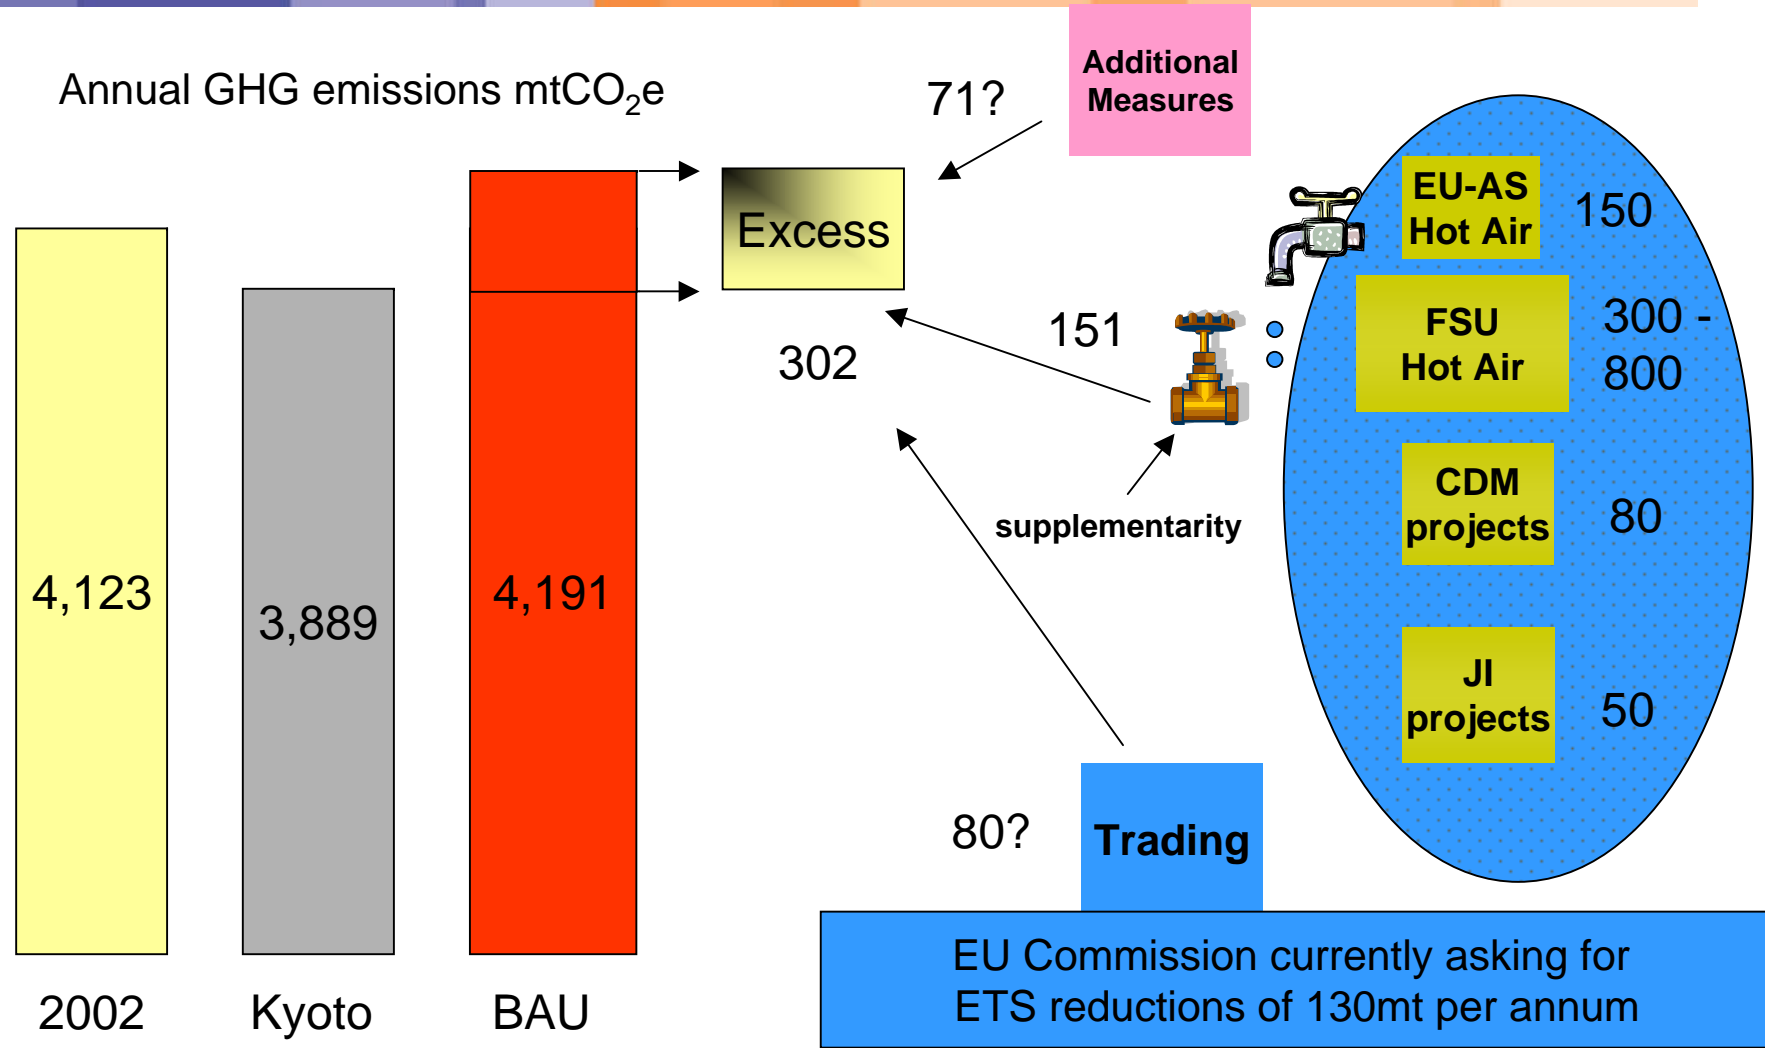 Annual GHG emissions mtCO₂e
4,123
3,889
4,191
2002
Kyoto
BAU
Excess
302
71?
Additional
Measures
151
supplementarity
80?
Trading
EU-AS
Hot Air
150
FSU
Hot Air
300 -
800
CDM
projects
80
JI
projects
50
EU Commission currently asking for
ETS reductions of 130mt per annum